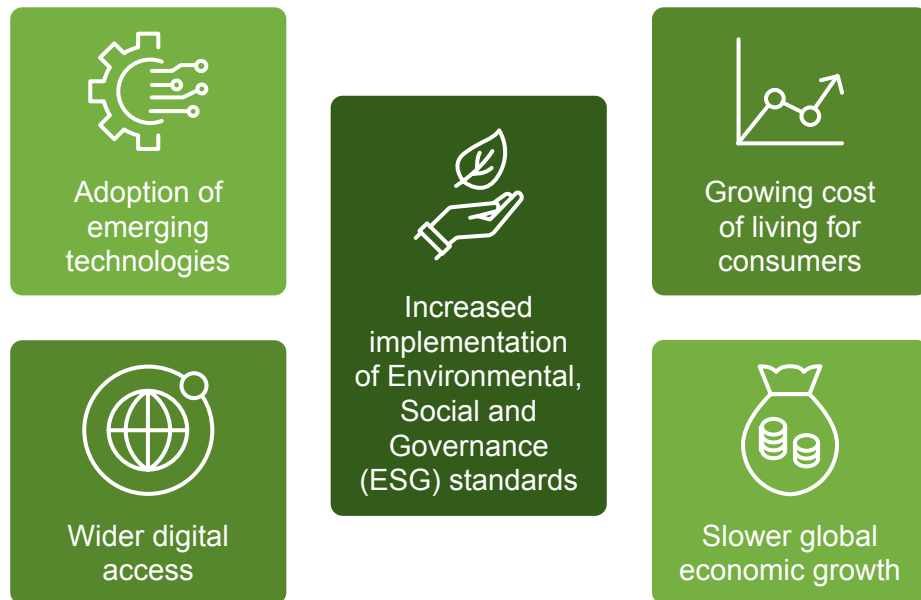 Adoption of
emerging
technologies
Increased
implementation
of Environmental,
Social and
Governance
(ESG) standards
Growing cost
of living for
consumers
Wider digital
access
Slower global
economic growth